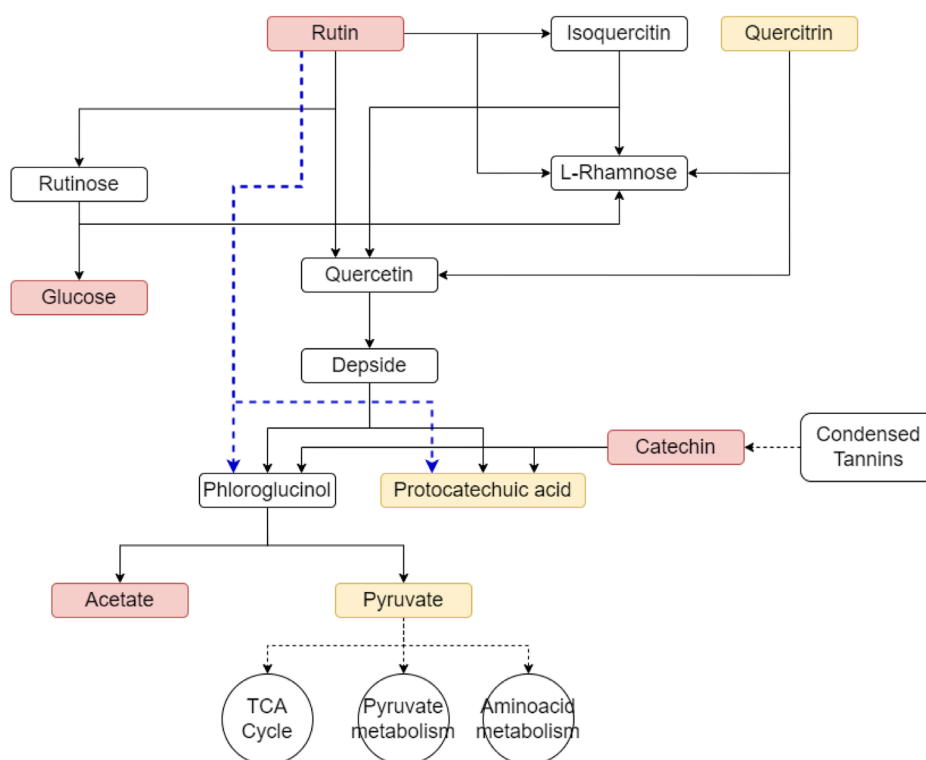 Rutin
Isoquercitin
Quercitrin
Rutinose
L-Rhamnose
Quercetin
Glucose
Depside
Catechin
Condensed
Tannins
Phloroglucinol
Protocatechuic acid
Acetate
Pyruvate
TCA
Cycle
Pyruvate
metabolism
Aminoacid
metabolism